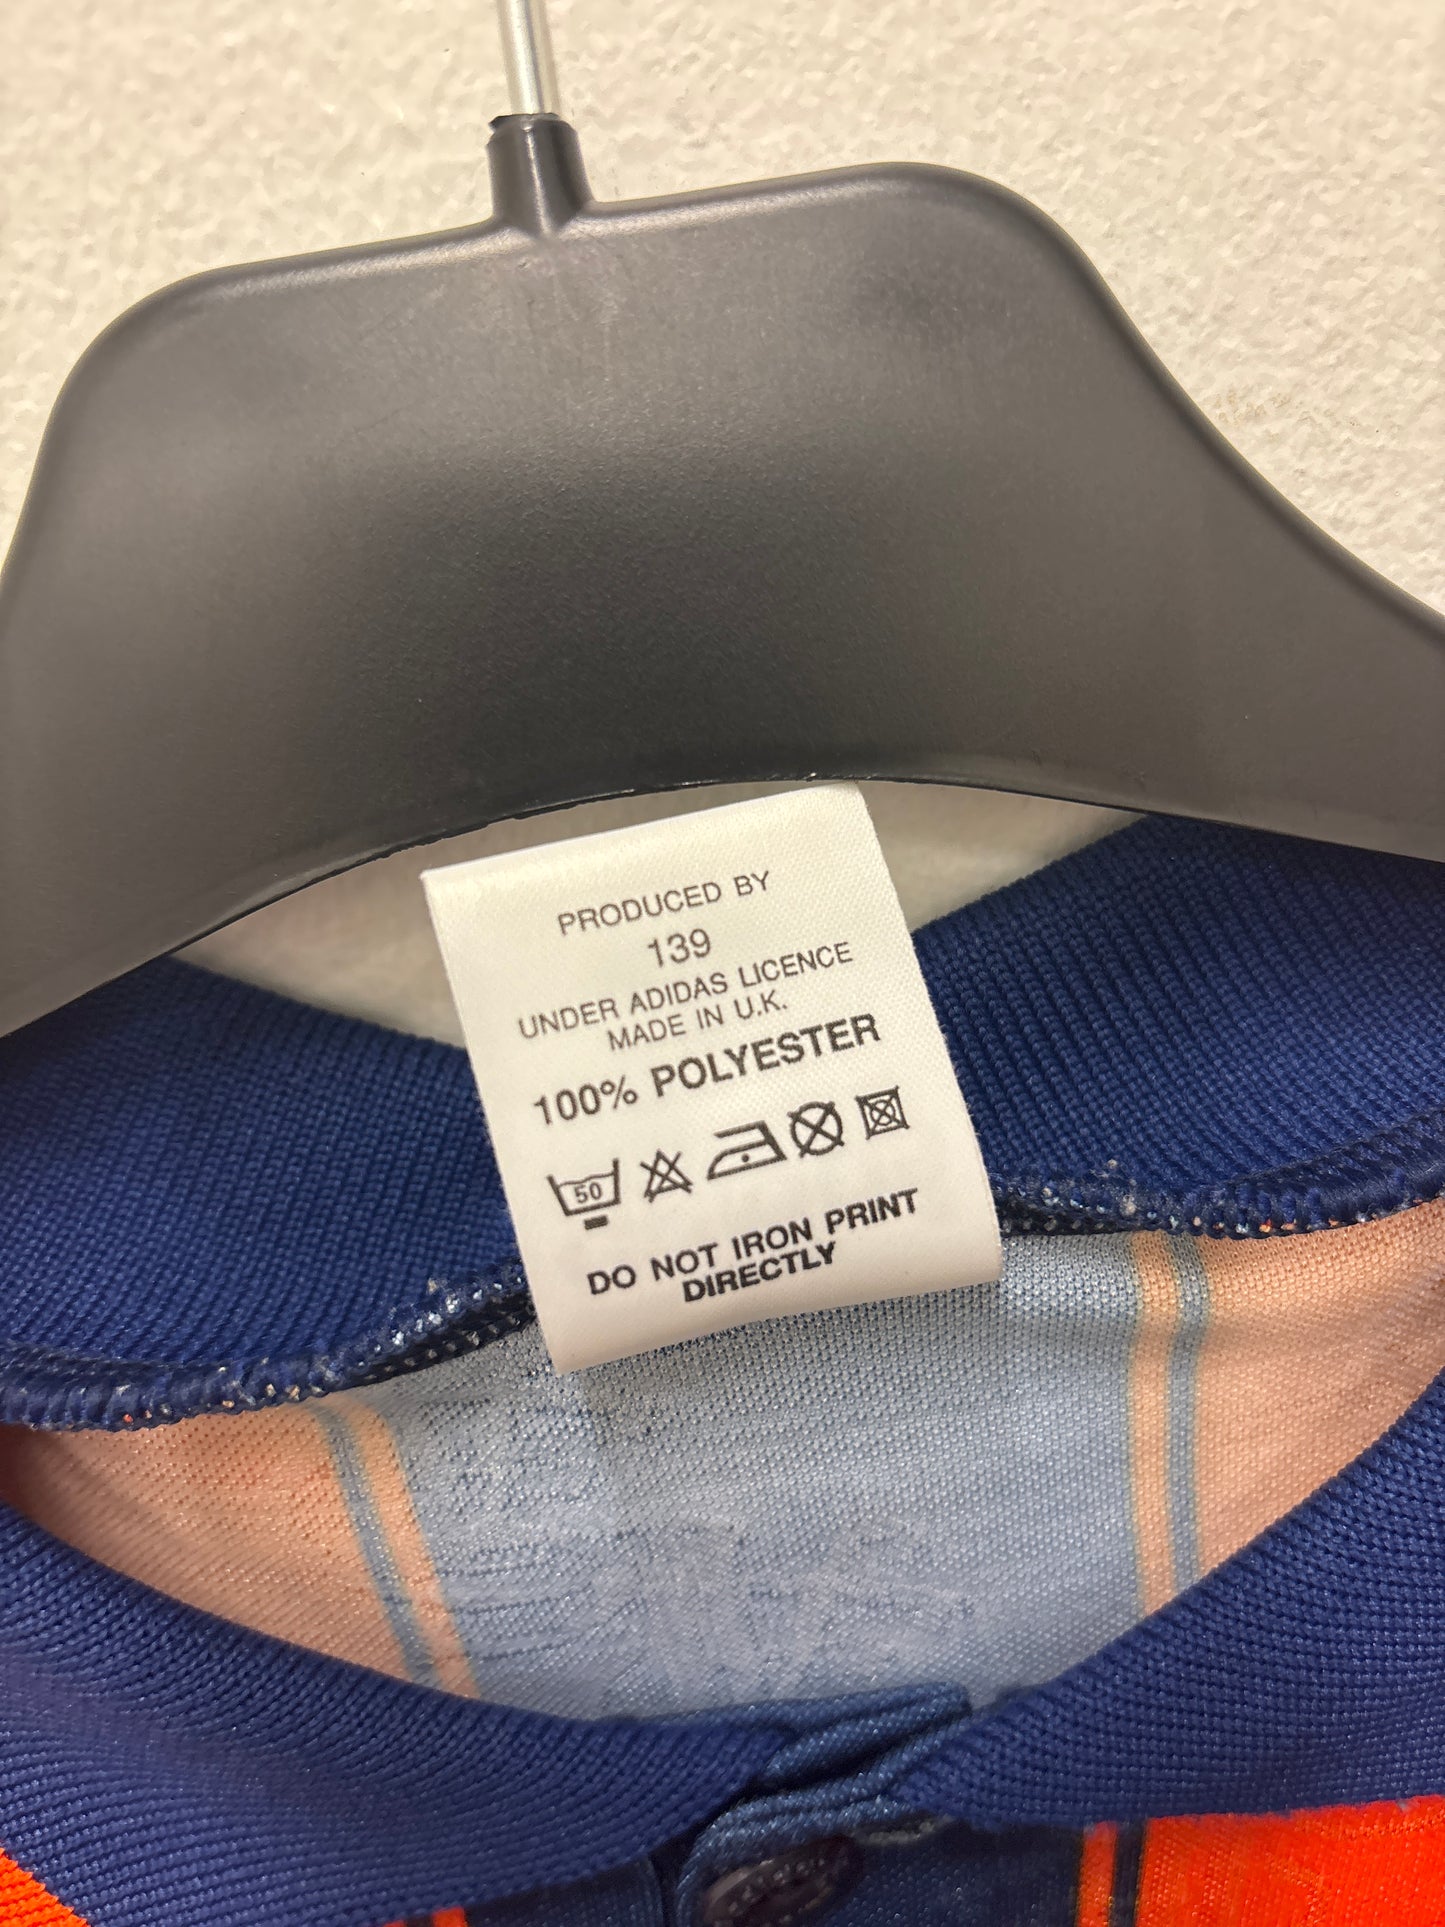 PRODUCED BY
139
UNDER ADIDAS LICENCE
MADE IN U.K.
100% POLYESTER
50
DO NOT IRON PRINT
DIRECTLY